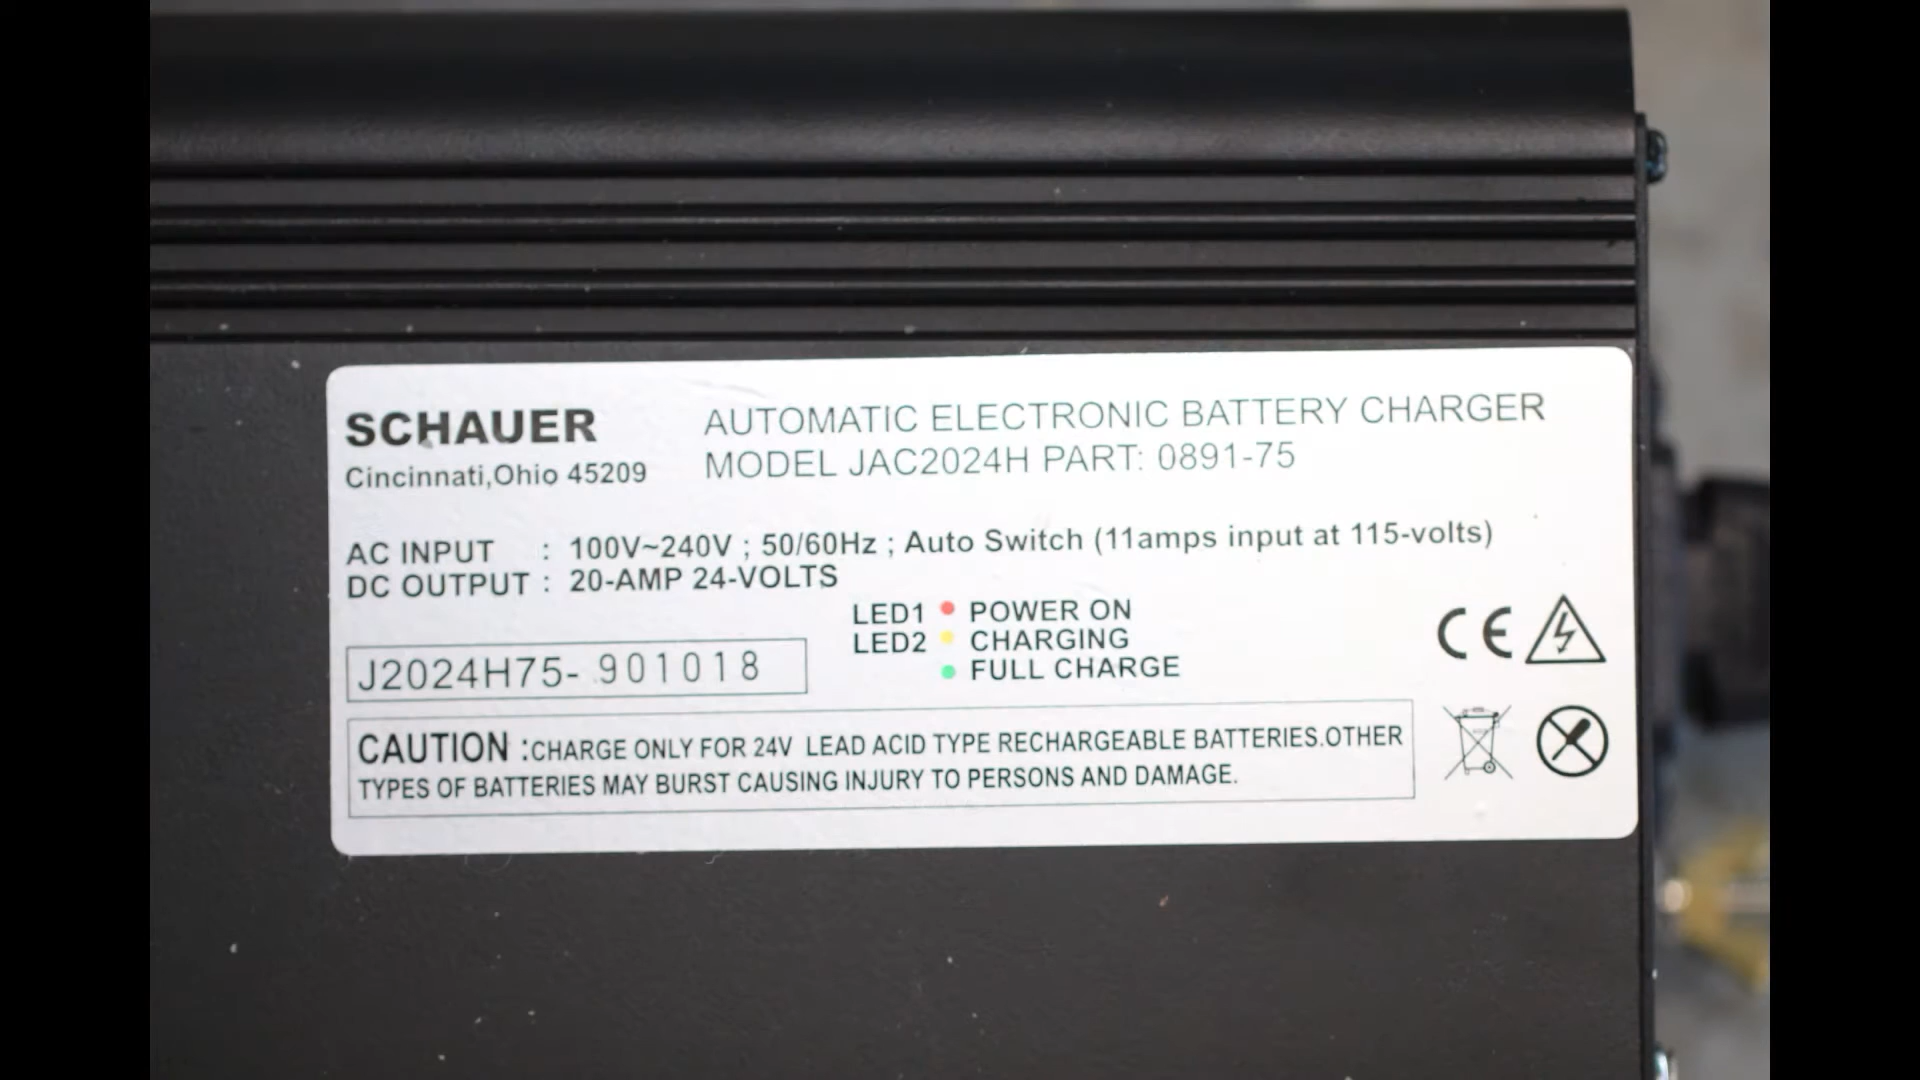 SCHAUER
Cincinnati,Ohio 45209
AUTOMATIC ELECTRONIC BATTERY CHARGER
MODEL JAC2024H PART: 0891-75
AC INPUT : 100V~240V ; 50/60Hz ; Auto Switch (11amps input at 115-volts)
DC OUTPUT : 20-AMP 24-VOLTS
LED1 POWER ON
LED2 CHARGING
FULL CHARGE
J2024H75- 901018
CE
CAUTION :CHARGE ONLY FOR 24V LEAD ACID TYPE RECHARGEABLE BATTERIES.OTHER
TYPES OF BATTERIES MAY BURST CAUSING INJURY TO PERSONS AND DAMAGE.